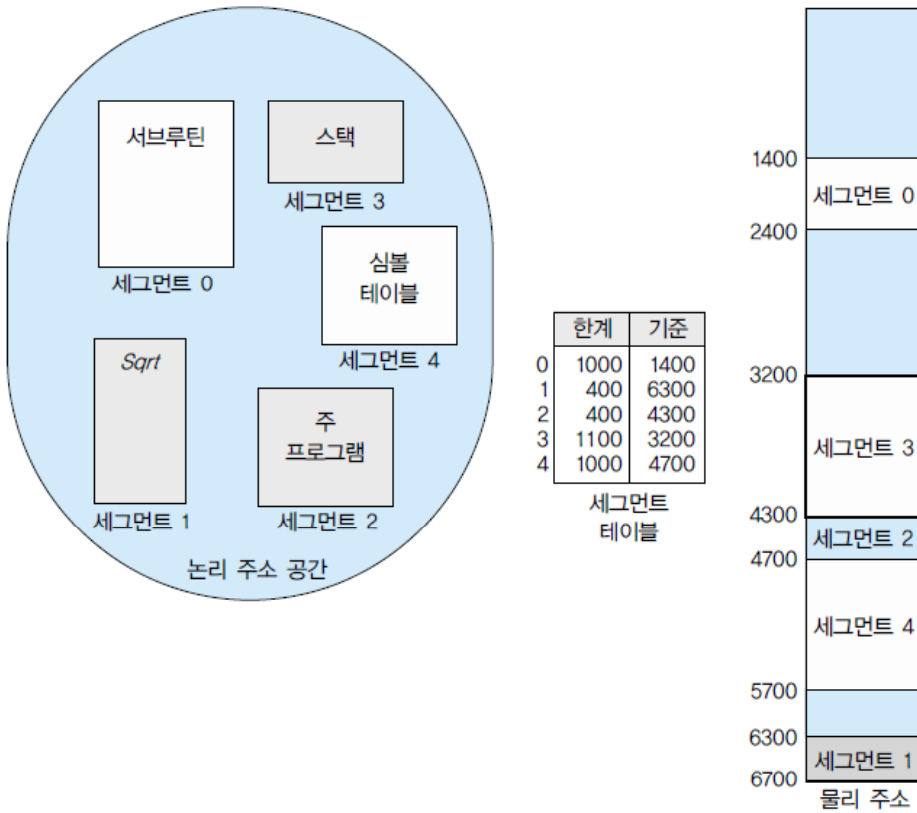 서브루틴
세그먼트 0
스택
세그먼트 3
심볼
테이블
세그먼트 4
Sqrt
세그먼트 1
주
프로그램
세그먼트 2
논리 주소 공간
한계 기준
0 1000 1400
1 400 6300
2 400 4300
3 1100 3200
4 1000 4700
세그먼트
테이블
1400
세그먼트 0
2400
3200
세그먼트 3
4300
세그먼트 2
4700
세그먼트 4
5700
6300
세그먼트 1
6700
물리 주소